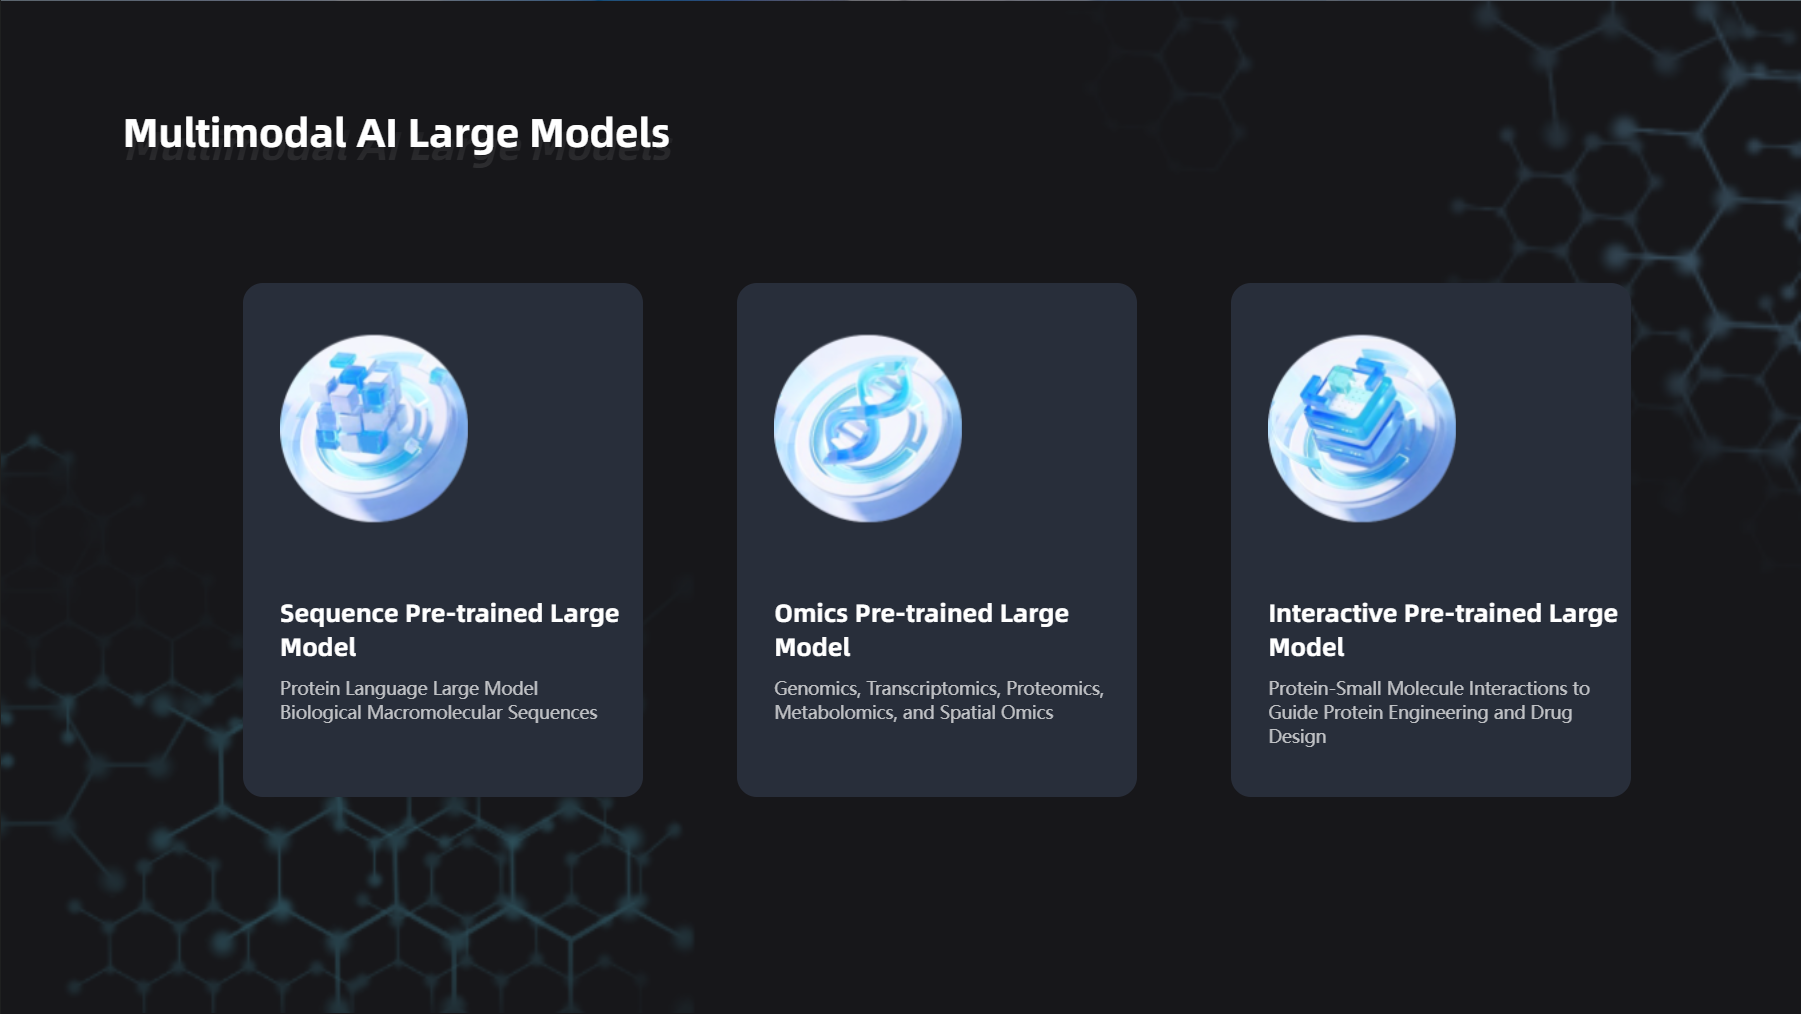 Multimodal AI Large Models
Sequence Pre-trained Large
Model
Protein Language Large Model
Biological Macromolecular Sequences
Omics Pre-trained Large
Model
Genomics, Transcriptomics, Proteomics,
Metabolomics, and Spatial Omics
Interactive Pre-trained Large
Model
Protein-Small Molecule Interactions to
Guide Protein Engineering and Drug
Design